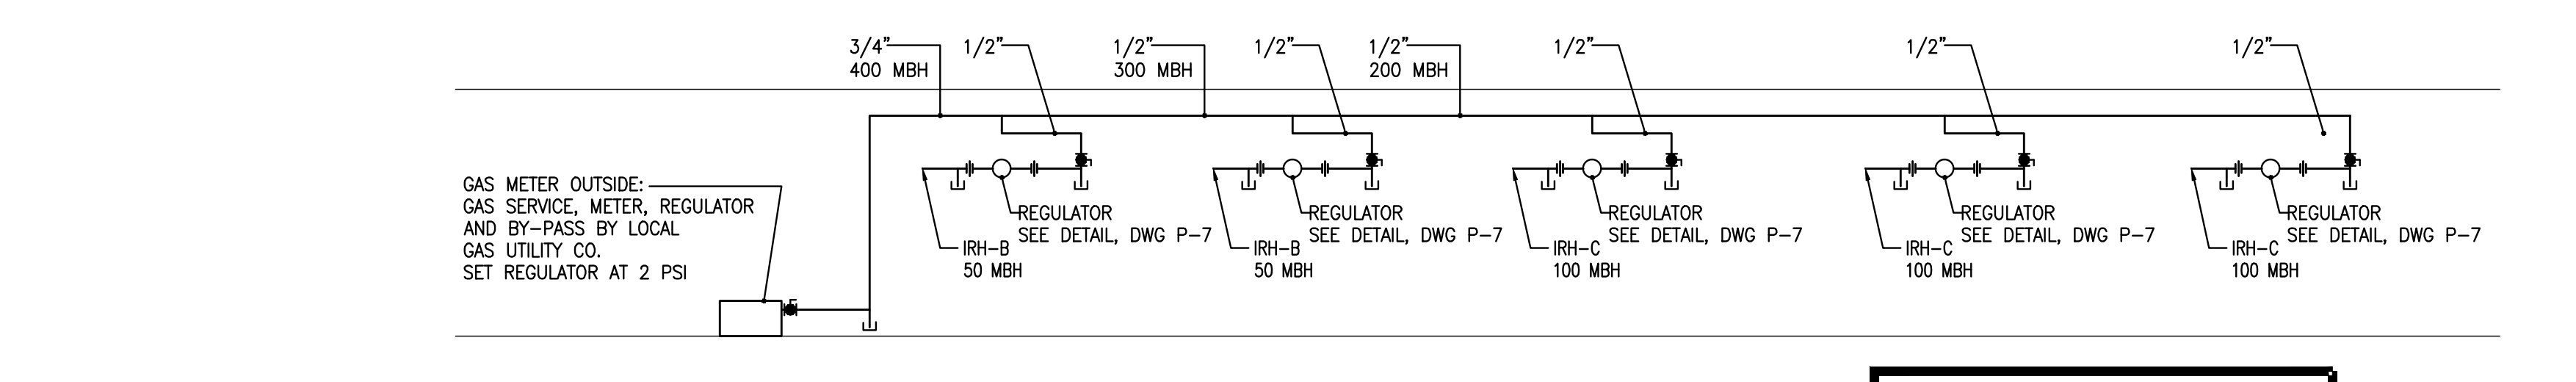 3/4" 1/2" 1/2" 1/2" 1/2" 1/2" 1/2" 1/2"
400 MBH 300 MBH 200 MBH
GAS METER OUTSIDE:
GAS SERVICE, METER, REGULATOR
AND BY-PASS BY LOCAL
GAS UTILITY CO.
SET REGULATOR AT 2 PSI
REGULATOR
SEE DETAIL, DWG P-7
IRH-B
50 MBH
REGULATOR
SEE DETAIL, DWG P-7
IRH-B
50 MBH
REGULATOR
SEE DETAIL, DWG P-7
IRH-C
100 MBH
REGULATOR
SEE DETAIL, DWG P-7
IRH-C
100 MBH
REGULATOR
SEE DETAIL, DWG P-7
IRH-C
100 MBH